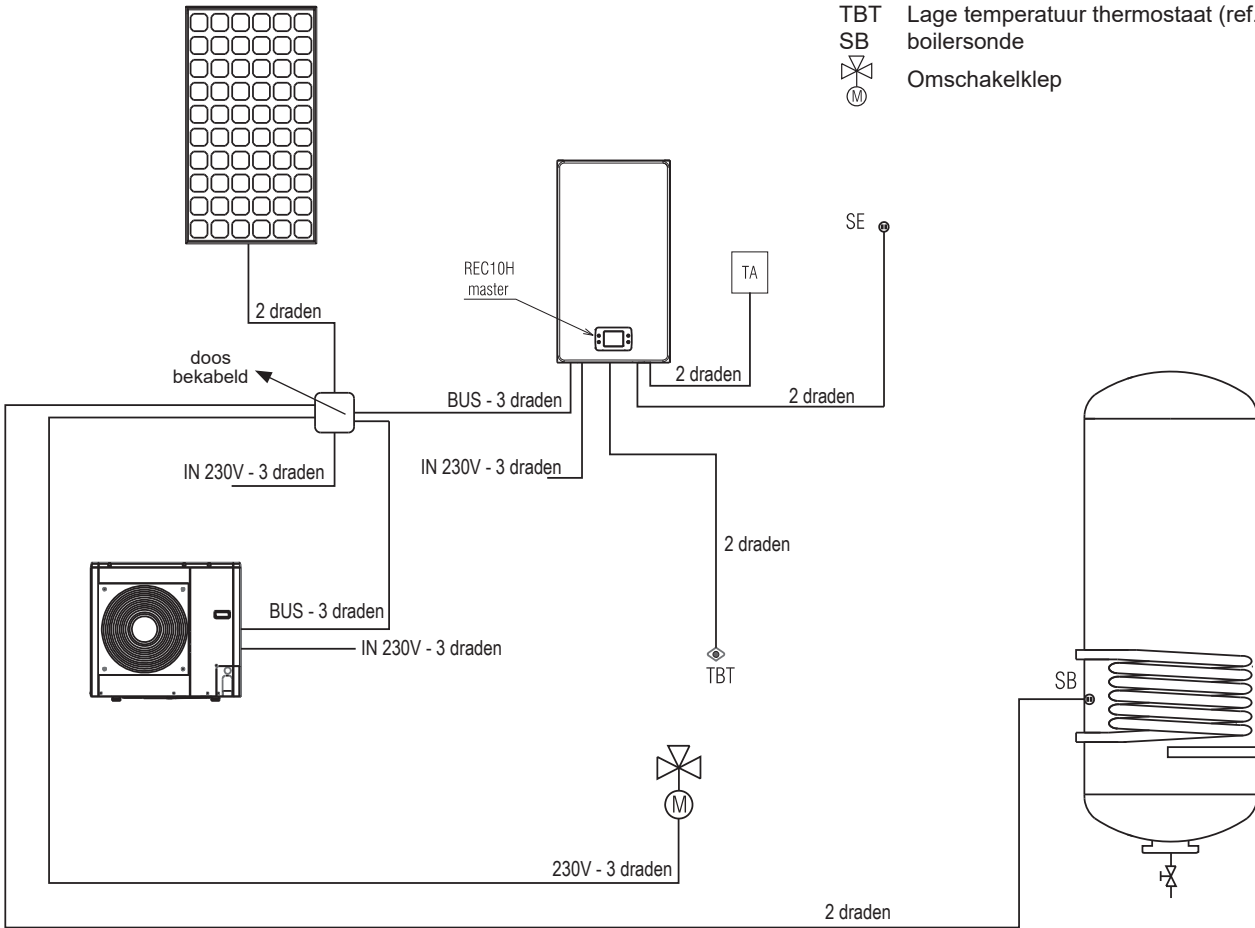 TBT Lage temperatuur thermostaat (ref.
SB boilersonde
M Omschakelklep
SE
REC10H
master
TA
2 draden
doos
bekabeld
2 draden
BUS - 3 draden
2 draden
IN 230V - 3 draden
IN 230V - 3 draden
2 draden
BUS - 3 draden
IN 230V - 3 draden
TBT
SB
M
230V - 3 draden
2 draden